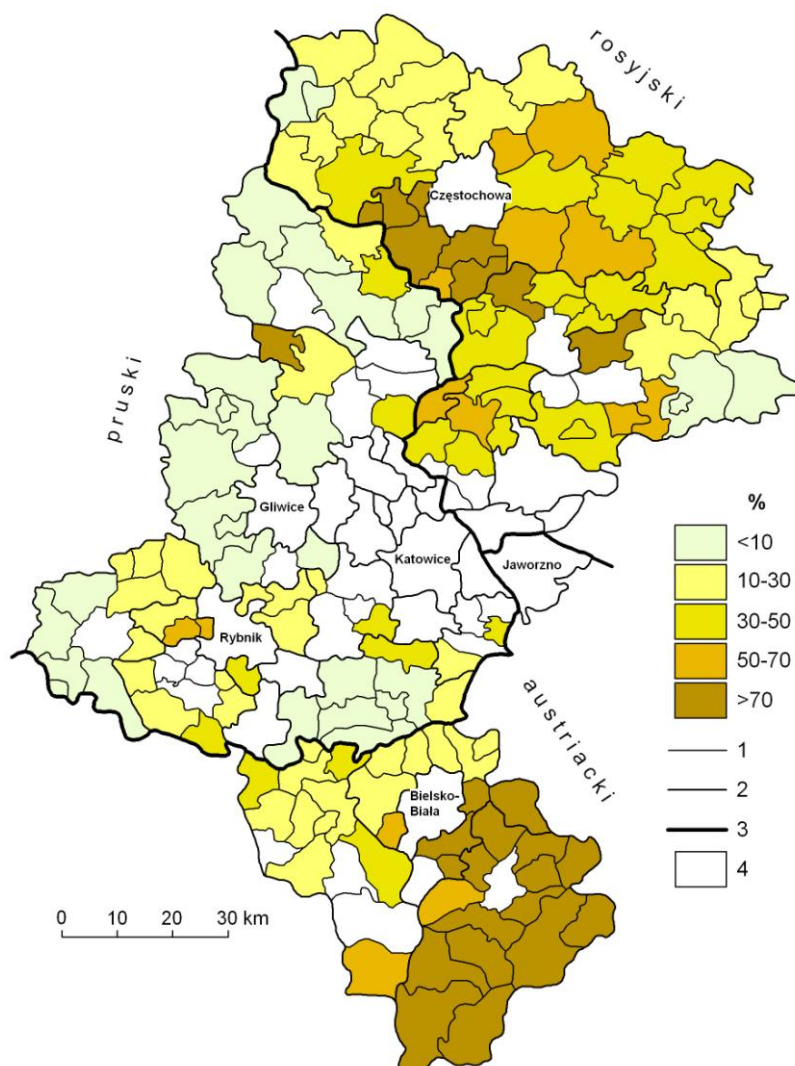 rosyjski
Częstochowa
pruski
Gliwice
Katowice
Jaworzno
Rybnik
austriacki
Bielsko-
Biała
%
<10
10-30
30-50
50-70
>70
1
2
3
4
0 10 20 30 km